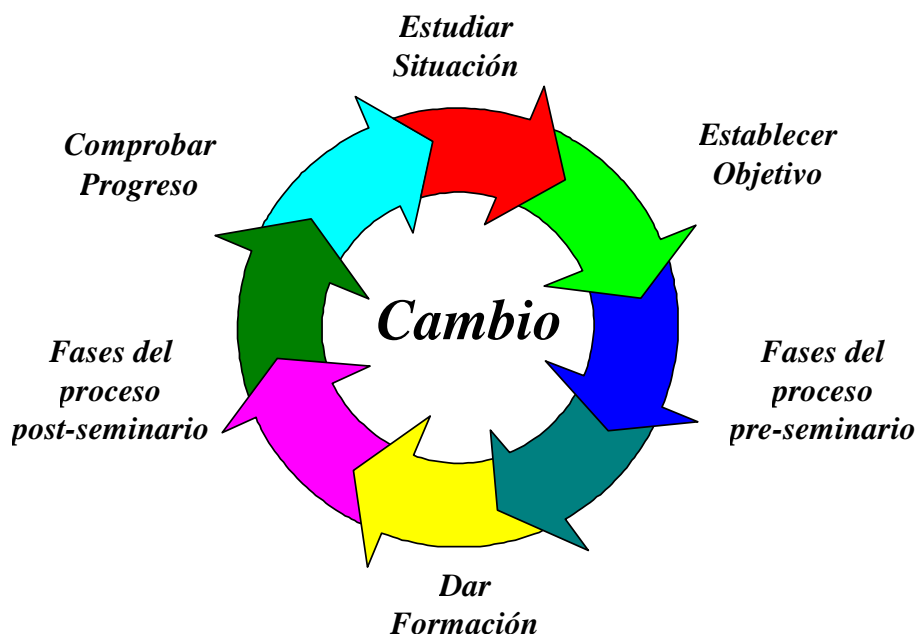 Estudiar
Situación
Establecer
Objetivo
Fases del
proceso
pre-seminario
Dar
Formación
Fases del
proceso
post-seminario
Comprobar
Progreso
Cambio